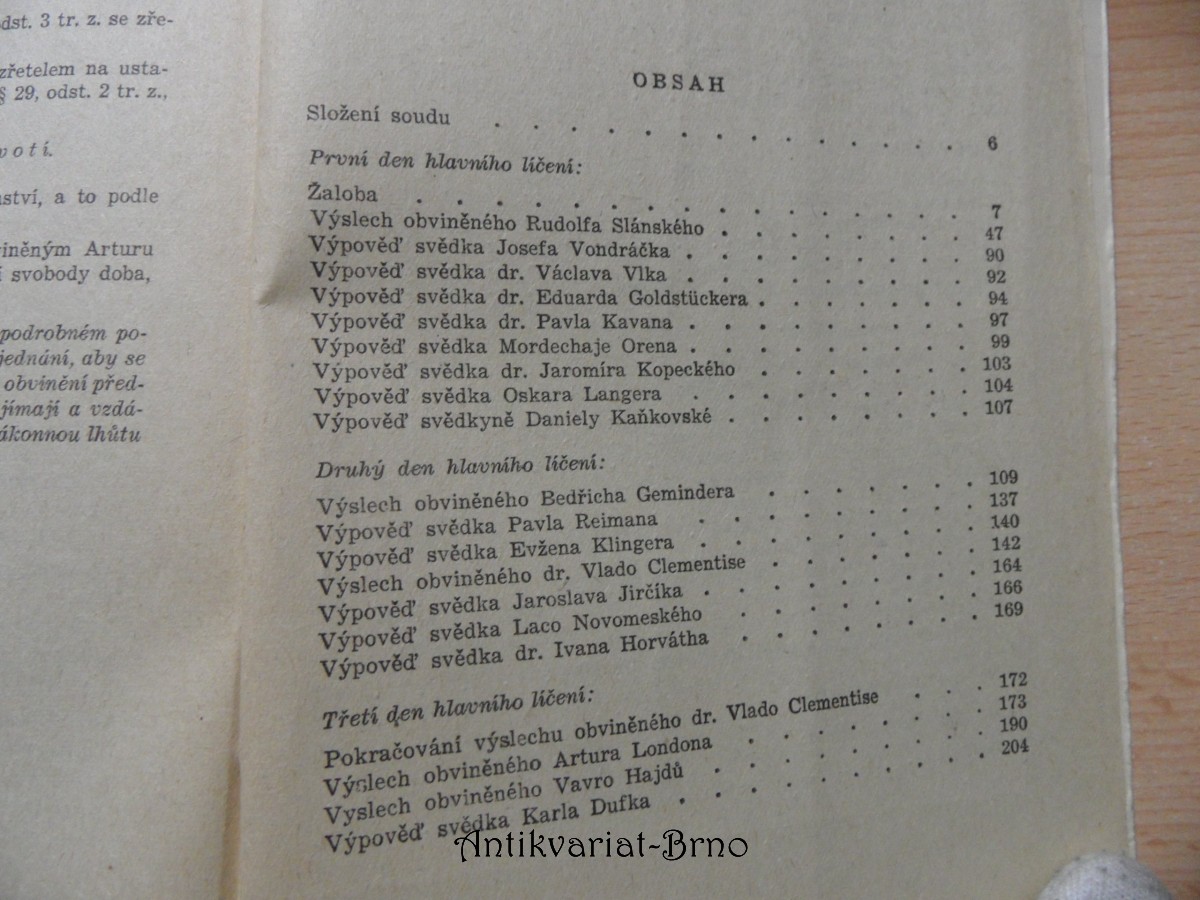 odst. 3 tr. z. se zře-
zřetelem na usta-
§ 29, odst. 2 tr. z.,
v o t í.
ství, a to podle
iněným Arturu
í svobody doba,
podrobném po-
jednání, aby se
obvinění před-
jímají a vzdá-
ákonnou lhůtu
OBSAH
Složení soudu . . . . . . . . . . . . . 6
První den hlavního líčení:
Žaloba . . . . . . . . . . . . . . . 7
Výslech obviněného Rudolfa Slánského . . . . . . . 47
Výpověď svědka Josefa Vondráčka . . . . . . . . 90
Výpověď svědka dr. Václava Vlka . . . . . . . . 92
Výpověď svědka dr. Eduarda Goldstückera . . . . . . 94
Výpověď svědka dr. Pavla Kavana . . . . . . . . 97
Výpověď svědka Mordechaje Orena . . . . . . . . 99
Výpověď svědka dr. Jaromíra Kopeckého . . . . . . 103
Výpověď svědka Oskara Langera . . . . . . . . 104
Výpověď svědkyně Daniely Kaňkovské . . . . . . . 107
Druhý den hlavního líčení:
Výslech obviněného Bedřicha Gemindera . . . . . . 109
Výpověď svědka Pavla Reimana . . . . . . . . 137
Výpověď svědka Evžena Klingera . . . . . . . . 140
Výslech obviněného dr. Vlado Clementise . . . . . . 142
Výpověď svědka Jaroslava Jirčíka . . . . . . . . 164
Výpověď svědka Laco Novomeského . . . . . . . 166
Výpověď svědka dr. Ivana Horvátha . . . . . . . 169
Třetí den hlavního líčení:
Pokračování výslechu obviněného dr. Vlado Clementise . . . 172
Výslech obviněného Artura Londona . . . . . . . 173
Vyslech obviněného Vavro Hajdů . . . . . . . . 190
Výpověď svědka Karla Dufka . . . . . . . . . 204
Antikvariat-Brno